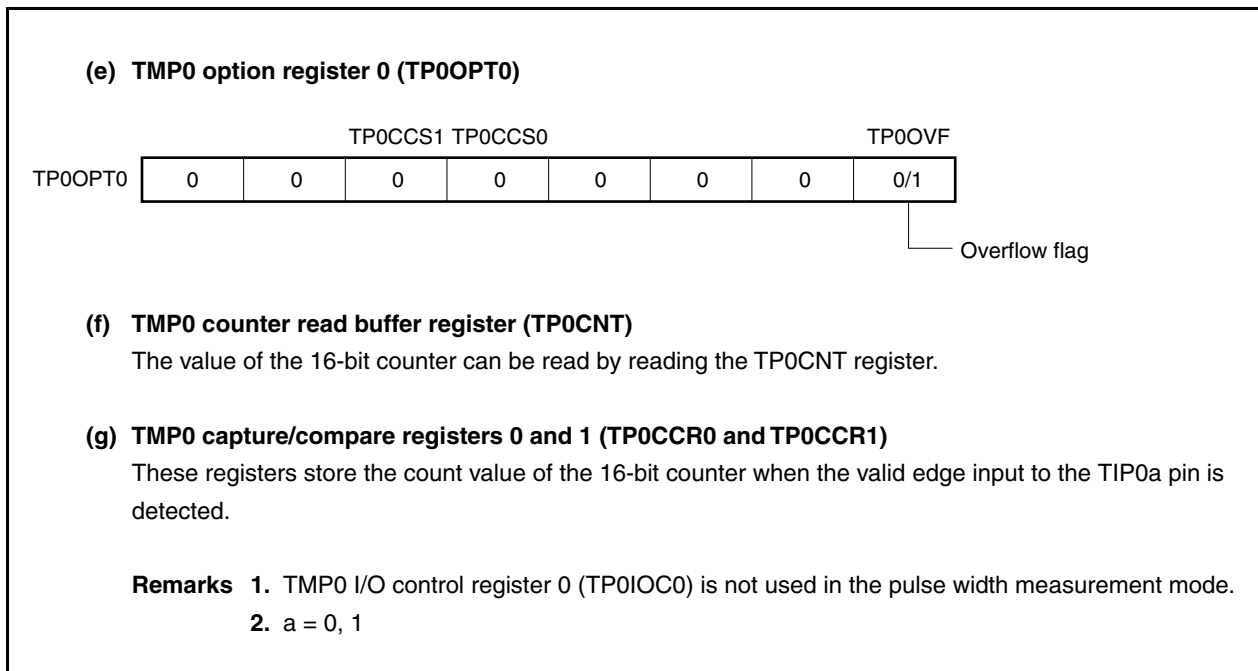 (e) TMP0 option register 0 (TP0OPT0)
TP0CCS1 TP0CCS0 TP0OVF
TP0OPT0 0 0 0 0 0 0 0 0/1
Overflow flag
(f) TMP0 counter read buffer register (TP0CNT)
The value of the 16-bit counter can be read by reading the TP0CNT register.
(g) TMP0 capture/compare registers 0 and 1 (TP0CCR0 and TP0CCR1)
These registers store the count value of the 16-bit counter when the valid edge input to the TIP0a pin is
detected.
Remarks 1. TMP0 I/O control register 0 (TP0IOC0) is not used in the pulse width measurement mode.
2. a = 0, 1